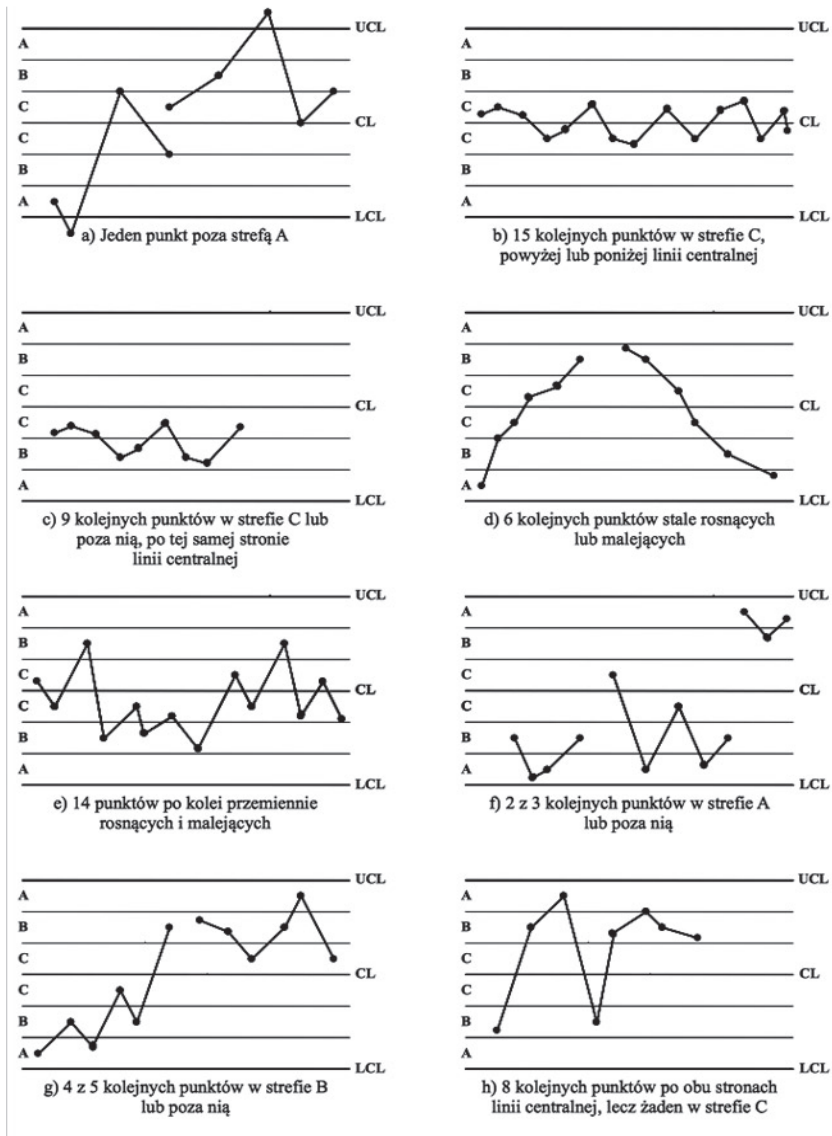 UCL
A
B
C
CL
C
B
A
LCL
a) Jeden punkt poza strefą A
UCL
A
B
C
CL
C
B
A
LCL
b) 15 kolejnych punktów w strefie C,
powyżej lub poniżej linii centralnej
UCL
A
B
C
CL
C
B
A
LCL
c) 9 kolejnych punktów w strefie C lub
poza nią, po tej samej stronie
linii centralnej
UCL
A
B
C
CL
C
B
A
LCL
d) 6 kolejnych punktów stale rosnących
lub malejących
UCL
A
B
C
CL
C
B
A
LCL
e) 14 punktów po kolei przemiennie
rosnących i malejących
UCL
A
B
C
CL
C
B
A
LCL
f) 2 z 3 kolejnych punktów w strefie A
lub poza nią
UCL
A
B
C
CL
C
B
A
LCL
g) 4 z 5 kolejnych punktów w strefie B
lub poza nią
UCL
A
B
C
CL
C
B
A
LCL
h) 8 kolejnych punktów po obu stronach
linii centralnej, lecz żaden w strefie C